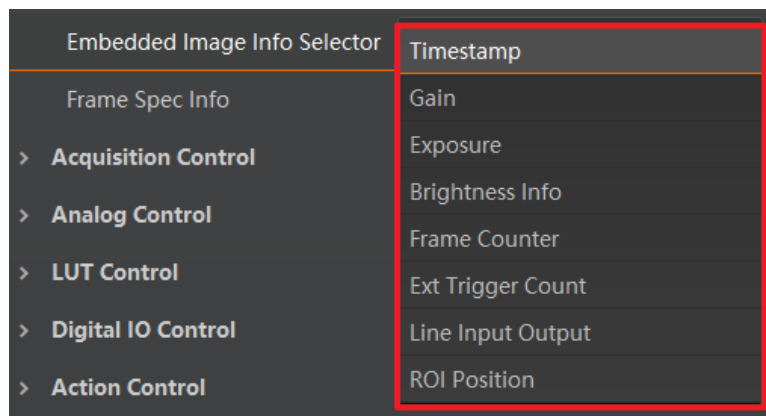 Embedded Image Info Selector
Timestamp
Frame Spec Info
Gain
Exposure
Acquisition Control
Brightness Info
Analog Control
Frame Counter
LUT Control
Ext Trigger Count
Digital IO Control
Line Input Output
Action Control
ROI Position